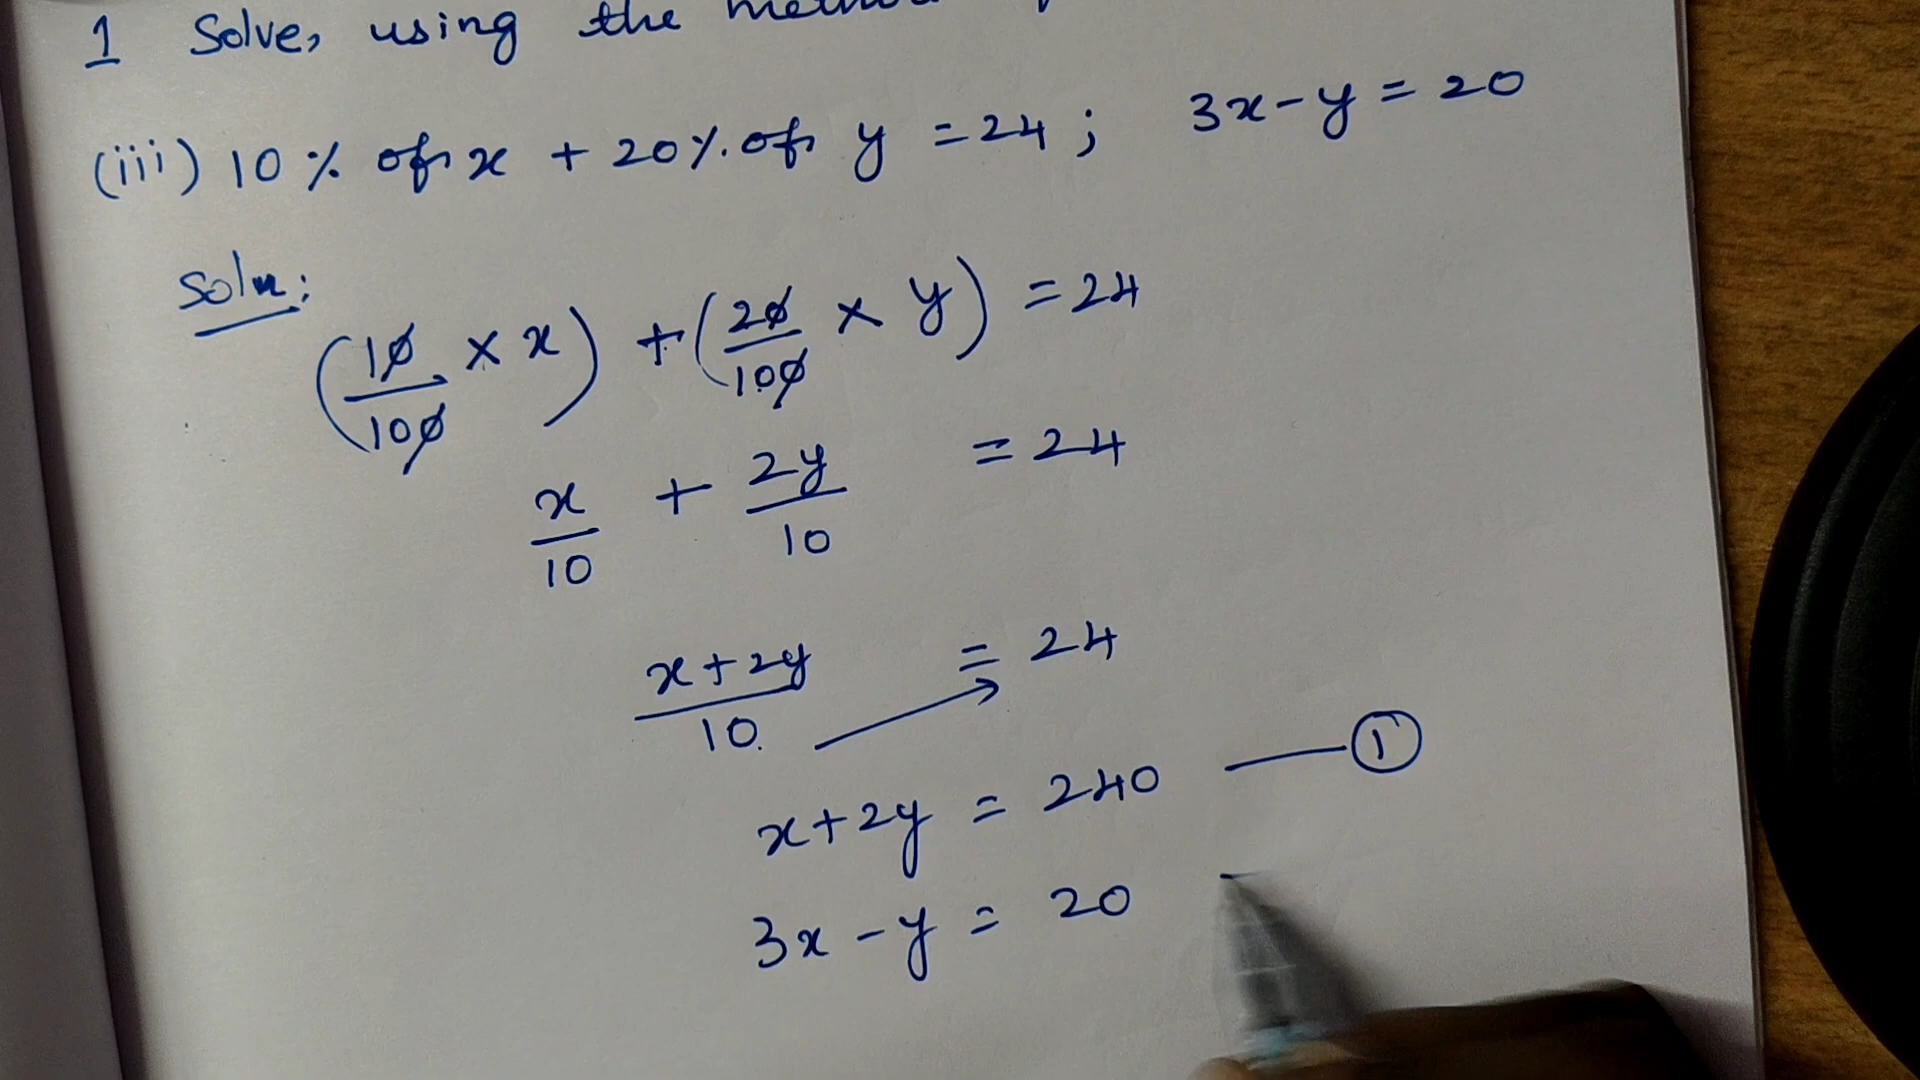 1 Solve, using the method
(iii) 10% of x + 20% of y = 24 ; 3x - y = 20
Soln:
(10/100 × x) + (20/100 × y) = 24
x/10 + 2y/10 = 24
x+2y/10 = 24
x+2y = 240 — ①
3x - y = 20